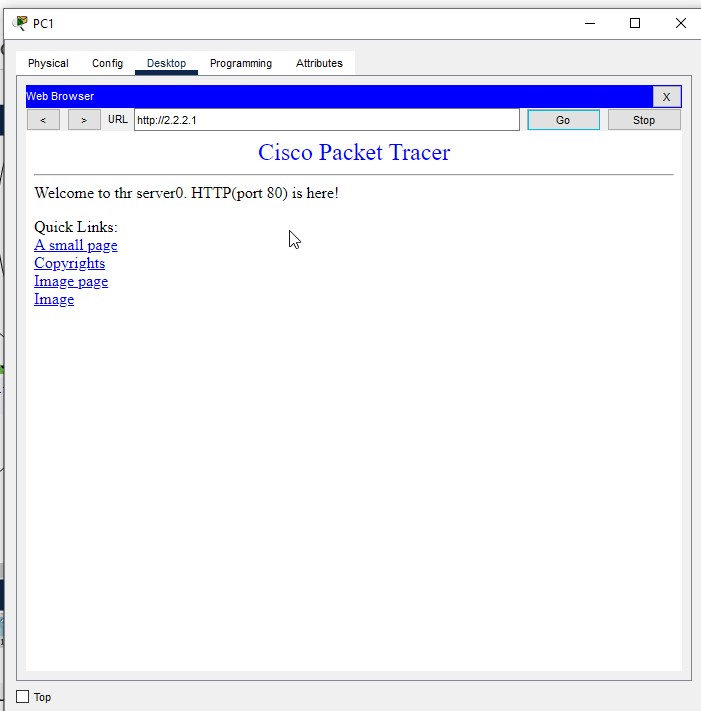 PC1
Physical Config Desktop Programming Attributes
Web Browser X
< > URL http://2.2.2.1 Go Stop
Cisco Packet Tracer
Welcome to thr server0. HTTP(port 80) is here!
Quick Links:
A small page
Copyrights
Image page
Image
Top